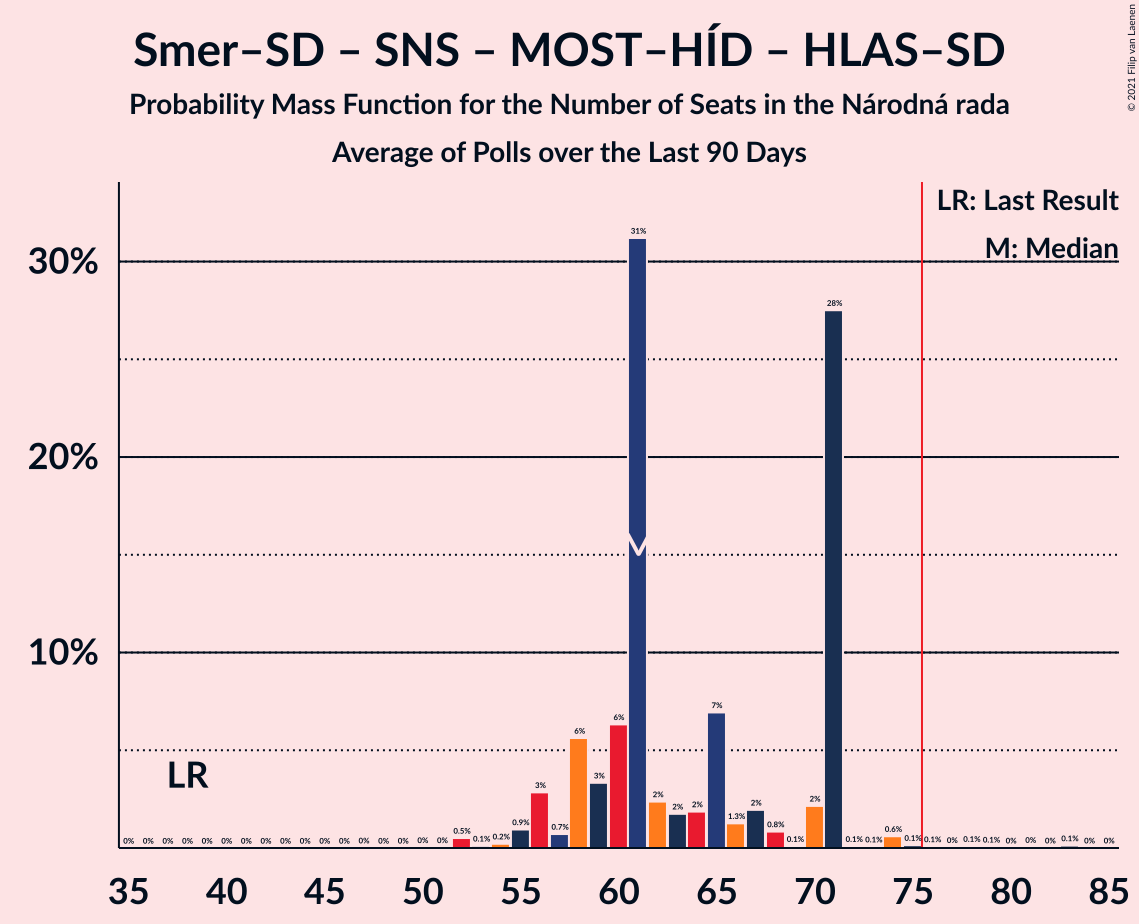 Smer–SD – SNS – MOST–HÍD – HLAS–SD
Probability Mass Function for the Number of Seats in the Národná rada
Average of Polls over the Last 90 Days
© 2021 Filip van Laenen
LR: Last Result
M: Median
30%
20%
10%
LR
0% 0% 0% 0% 0% 0% 0% 0% 0% 0% 0% 0% 0% 0% 0% 0% 0% 0.5% 0.1% 0.2% 0.9% 3% 0.7% 6% 3% 6% 31% 2% 2% 2% 7% 1.3% 2% 0.8% 0.1% 2% 28% 0.1% 0.1% 0.6% 0.1% 0.1% 0% 0.1% 0.1% 0% 0% 0% 0.1% 0% 0%
35 40 45 50 55 60 65 70 75 80 85